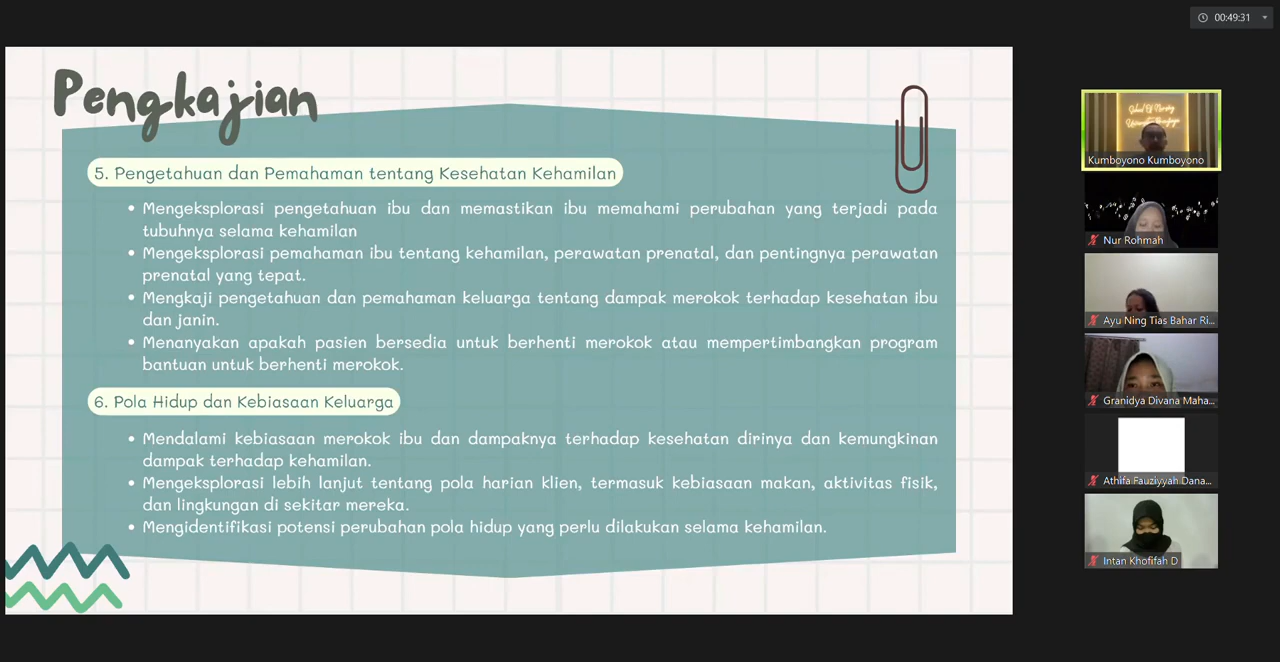 00:49:31
Pengkajian
5. Pengetahuan dan Pemahaman tentang Kesehatan Kehamilan
• Mengeksplorasi pengetahuan ibu dan memastikan ibu memahami perubahan yang terjadi pada
tubuhnya selama kehamilan
• Mengeksplorasi pemahaman ibu tentang kehamilan, perawatan prenatal, dan pentingnya perawatan
prenatal yang tepat.
• Mengkaji pengetahuan dan pemahaman keluarga tentang dampak merokok terhadap kesehatan ibu
dan janin.
• Menanyakan apakah pasien bersedia untuk berhenti merokok atau mempertimbangkan program
bantuan untuk berhenti merokok.
6. Pola Hidup dan Kebiasaan Keluarga
• Mendalami kebiasaan merokok ibu dan dampaknya terhadap kesehatan dirinya dan kemungkinan
dampak terhadap kehamilan.
• Mengeksplorasi lebih lanjut tentang pola harian klien, termasuk kebiasaan makan, aktivitas fisik,
dan lingkungan di sekitar mereka.
• Mengidentifikasi potensi perubahan pola hidup yang perlu dilakukan selama kehamilan.
School Of Nursing
Kumboyono Kumboyono
Nur Rohmah
Ayu Ning Tias Bahar Ri...
Granidya Divana Maha...
Athifa Fauziyyah Dana...
Intan Khofifah D